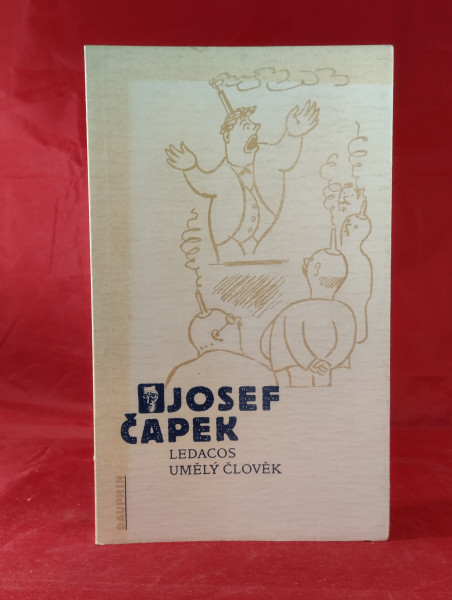 JOSEF
ČAPEK
LEDACOS
UMĚLÝ ČLOVĚK
DAUPHIN